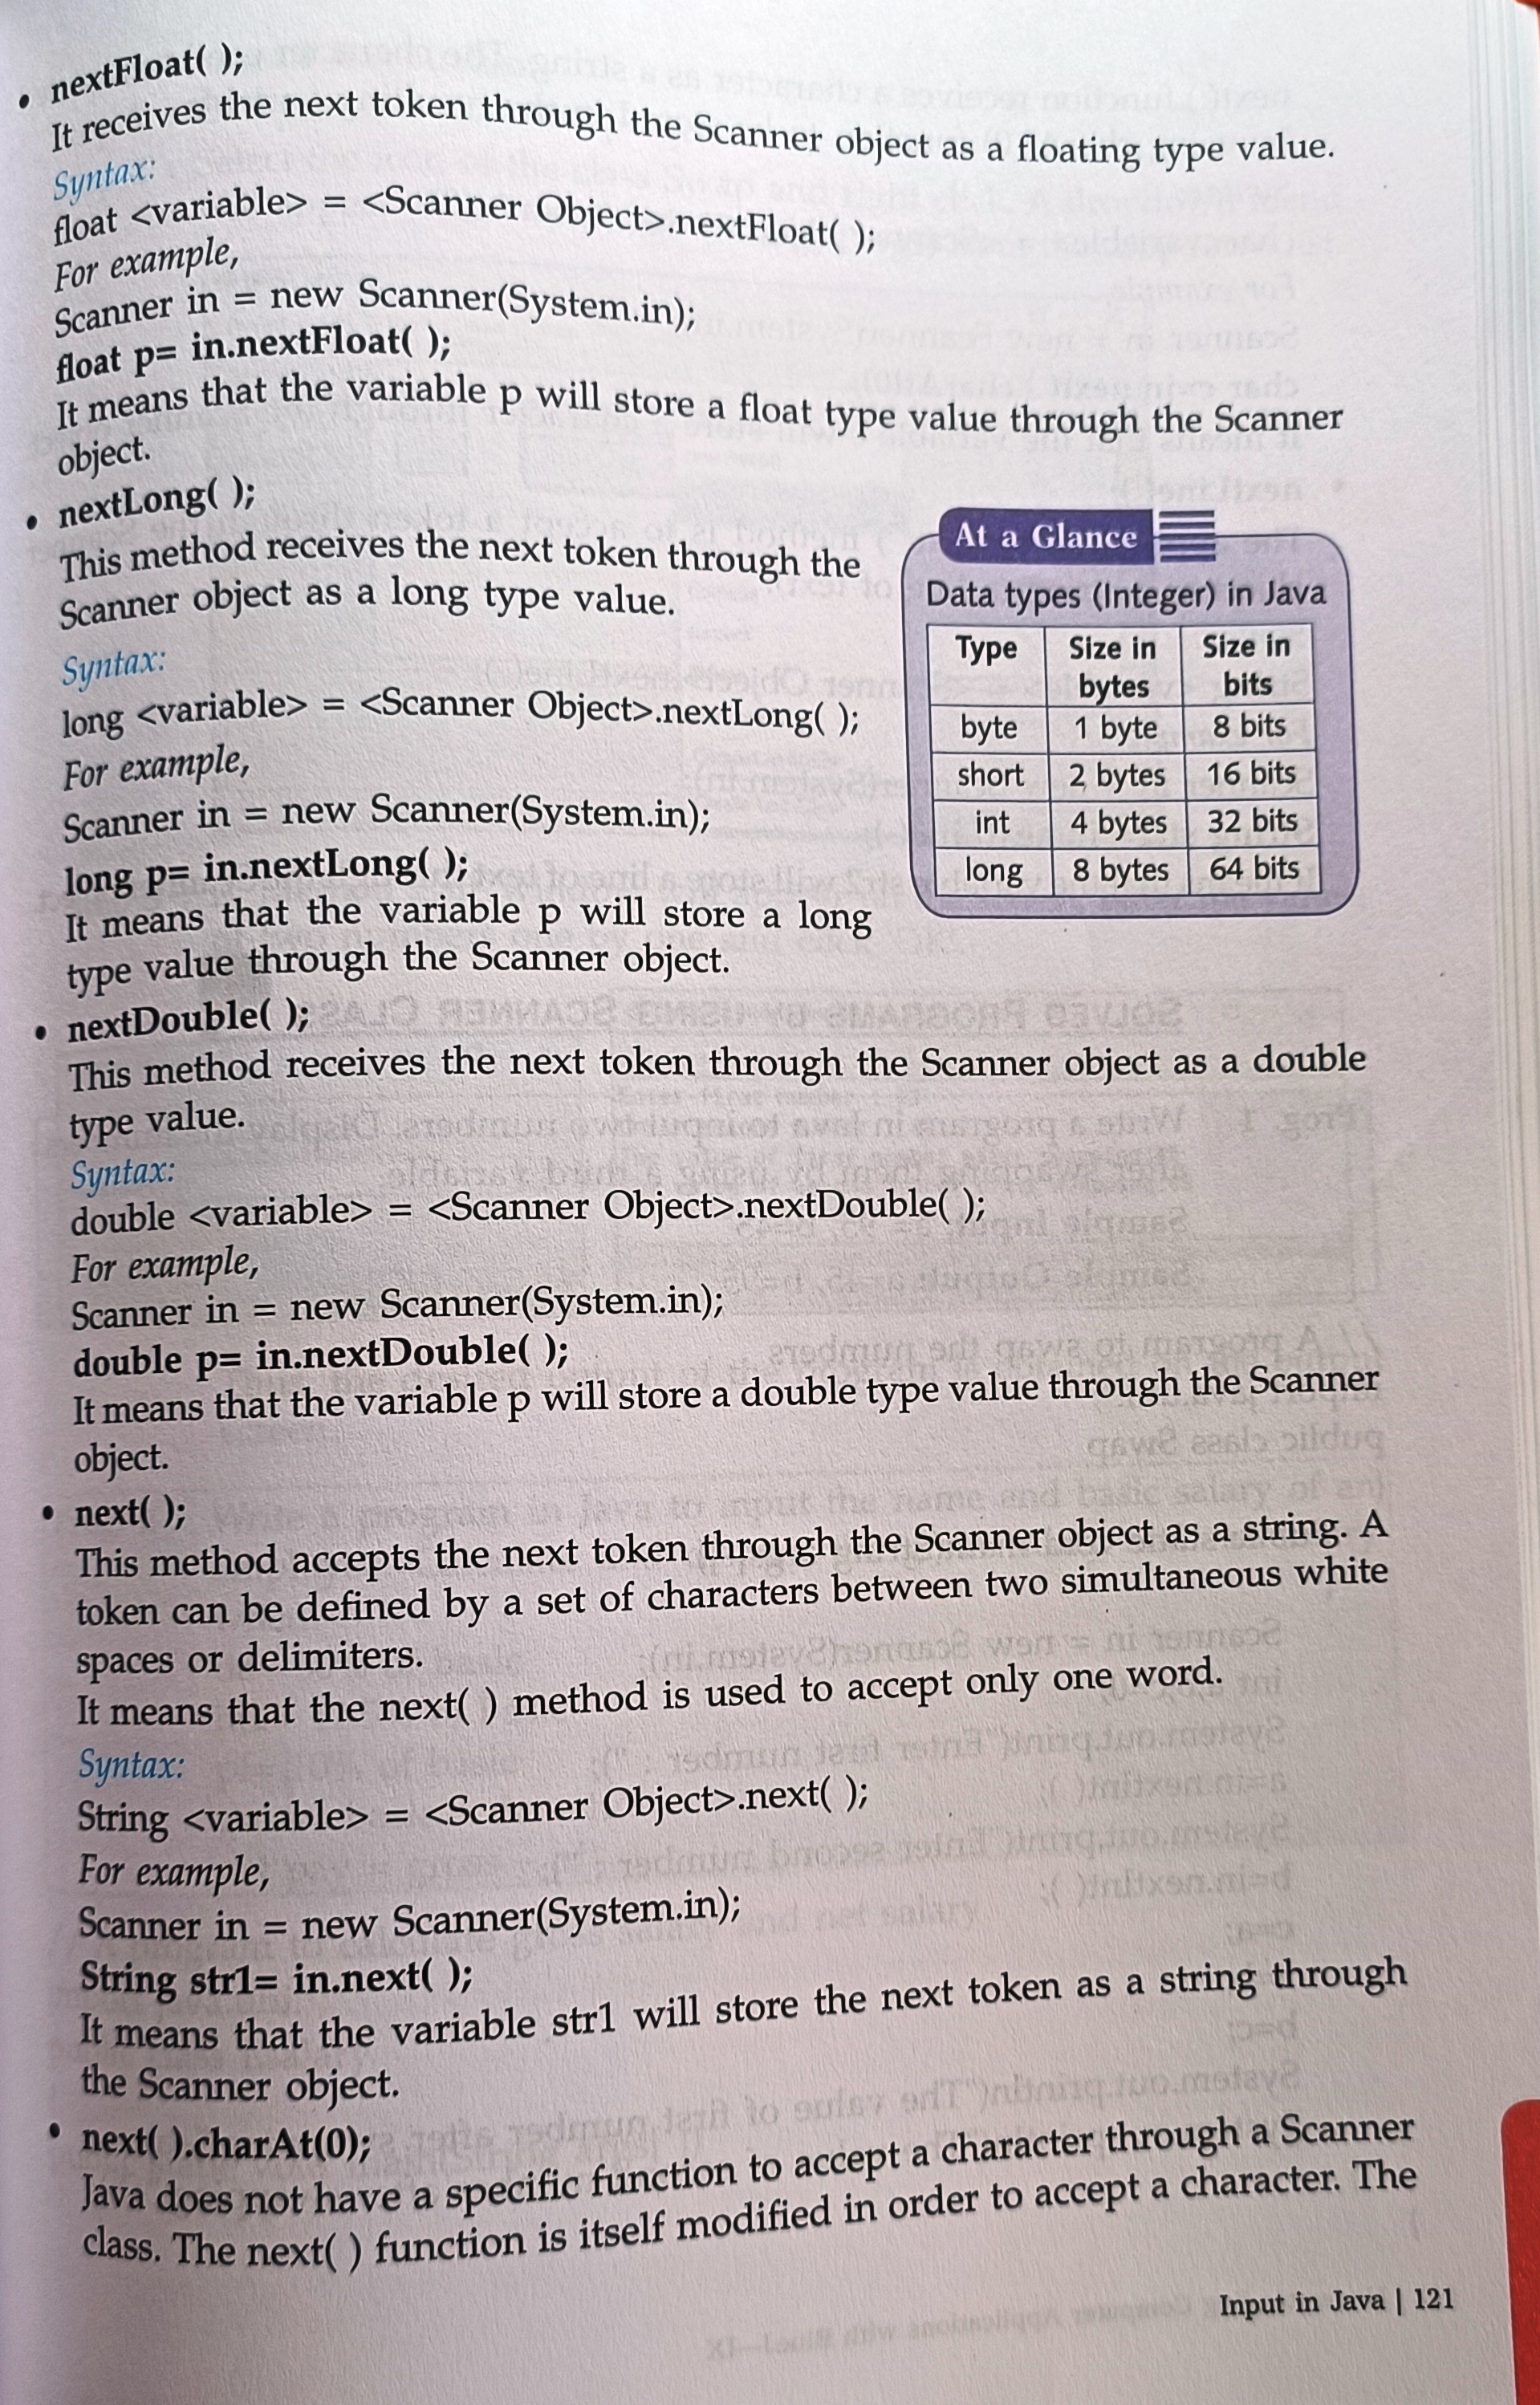 • nextFloat( );
It receives the next token through the Scanner object as a floating type value.
Syntax:
float <variable> = <Scanner Object>.nextFloat( );
For example,
Scanner in = new Scanner(System.in);
float p= in.nextFloat( );
It means that the variable p will store a float type value through the Scanner
object.
• nextLong( );
This method receives the next token through the
Scanner object as a long type value.
Syntax:
long <variable> = <Scanner Object>.nextLong( );
For example,
Scanner in = new Scanner(System.in);
long p= in.nextLong( );
It means that the variable p will store a long
type value through the Scanner object.
At a Glance
Data types (Integer) in Java
Type Size in bytes Size in bits
byte 1 byte 8 bits
short 2 bytes 16 bits
int 4 bytes 32 bits
long 8 bytes 64 bits
• nextDouble( );
This method receives the next token through the Scanner object as a double
type value.
Syntax:
double <variable> = <Scanner Object>.nextDouble( );
For example,
Scanner in = new Scanner(System.in);
double p= in.nextDouble( );
It means that the variable p will store a double type value through the Scanner
object.
• next( );
This method accepts the next token through the Scanner object as a string. A
token can be defined by a set of characters between two simultaneous white
spaces or delimiters.
It means that the next( ) method is used to accept only one word.
Syntax:
String <variable> = <Scanner Object>.next( );
For example,
Scanner in = new Scanner(System.in);
String str1= in.next( );
It means that the variable str1 will store the next token as a string through
the Scanner object.
• next( ).charAt(0);
Java does not have a specific function to accept a character through a Scanner
class. The next( ) function is itself modified in order to accept a character. The
Input in Java | 121